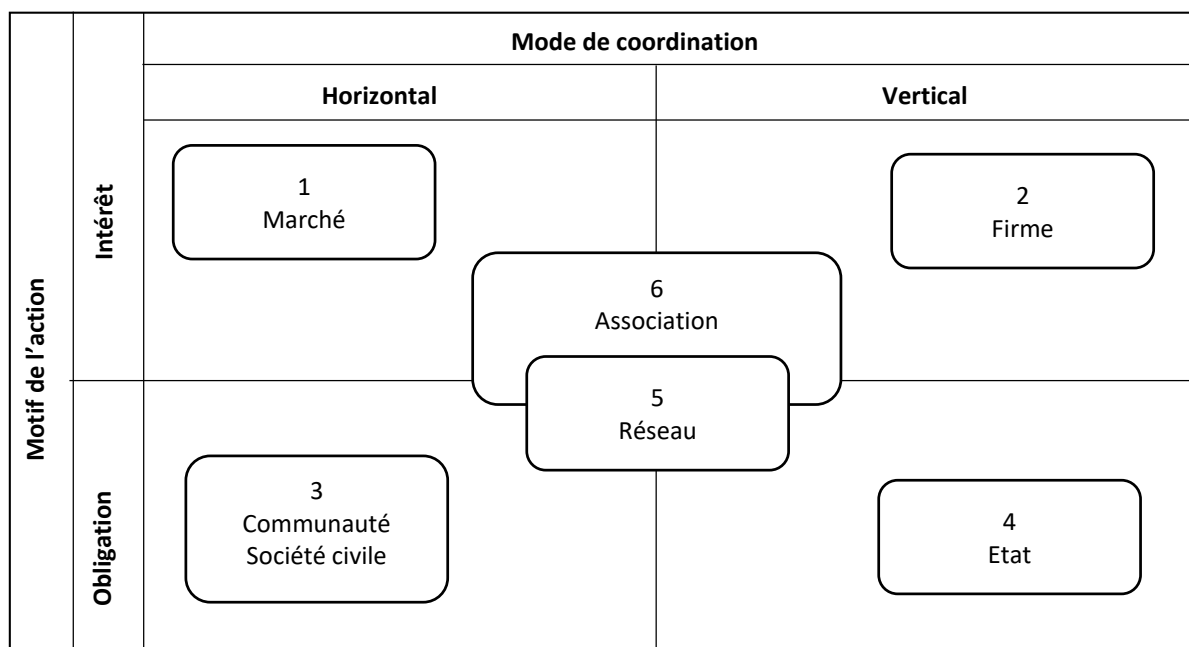 Mode de coordination
Horizontal
Vertical
Motif de l'action
Intérêt
1
Marché
2
Firme
6
Association
5
Réseau
Obligation
3
Communauté
Société civile
4
Etat